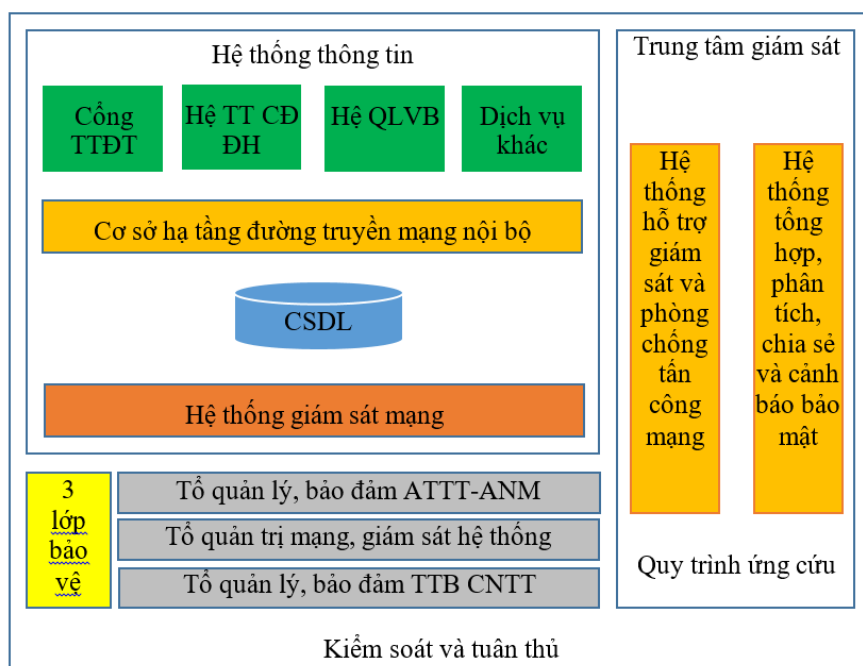 Hệ thống thông tin
Cổng
TTĐT
Hệ TT CĐ
ĐH
Hệ QLVB
Dịch vụ
khác
Cơ sở hạ tầng đường truyền mạng nội bộ
CSDL
Hệ thống giám sát mạng
3
lớp
bảo
vệ
Tổ quản lý, bảo đảm ATTT-ANM
Tổ quản trị mạng, giám sát hệ thống
Tổ quản lý, bảo đảm TTB CNTT
Trung tâm giám sát
Hệ
thống
hỗ trợ
giám
sát và
phòng
chống
tấn
công
mạng
Hệ
thống
tổng
hợp,
phân
tích,
chia sẻ
và cảnh
báo bảo
mật
Quy trình ứng cứu
Kiểm soát và tuân thủ